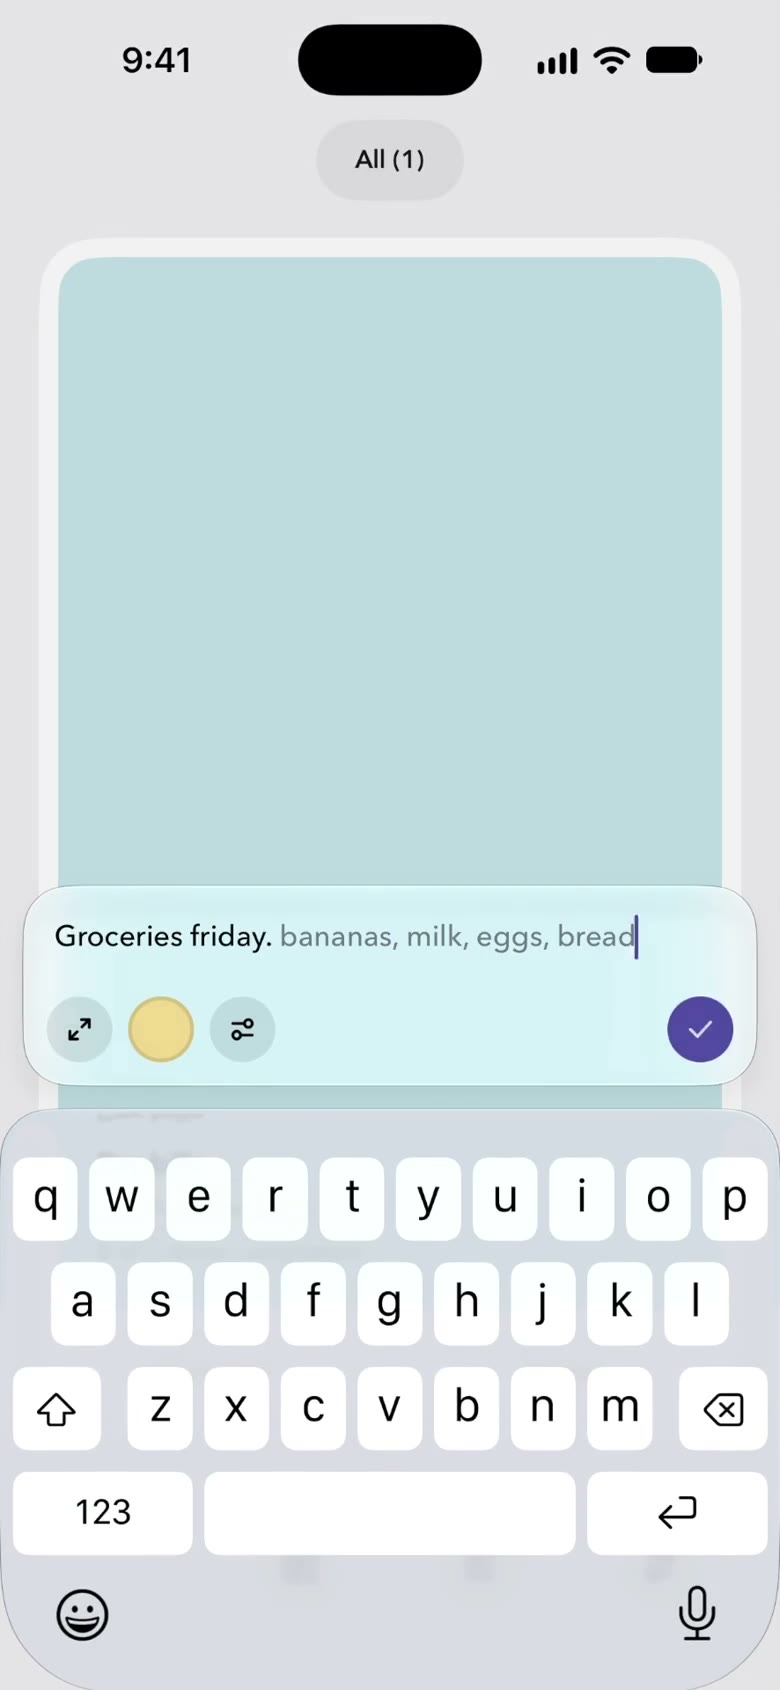 9:41
All (1)
Groceries friday. bananas, milk, eggs, bread
q w e r t y u i o p
a s d f g h j k l
z x c v b n m
123